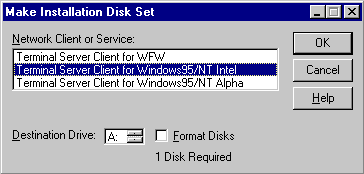 Make Installation Disk Set
Network Client or Service:
Terminal Server Client for WFW
Terminal Server Client for Windows95/NT Intel
Terminal Server Client for Windows95/NT Alpha
OK
Cancel
Help
Destination Drive: A: Format Disks
1 Disk Required